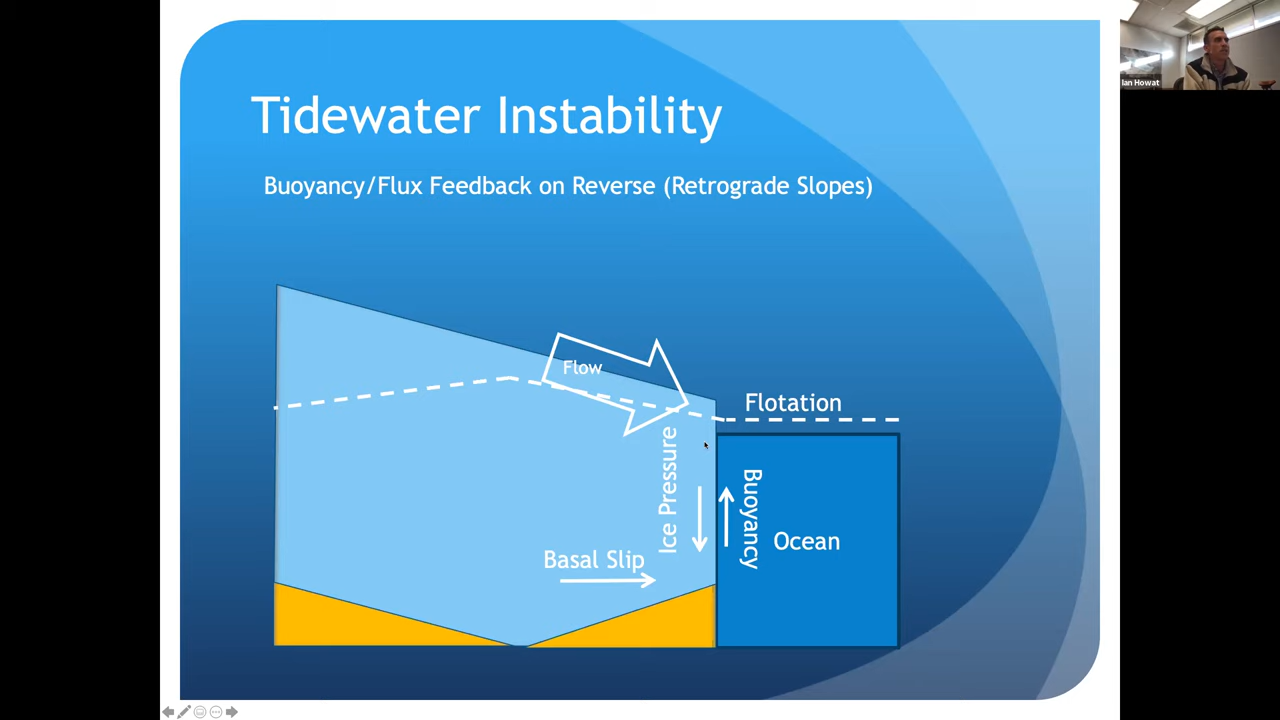 Tidewater Instability
Buoyancy/Flux Feedback on Reverse (Retrograde Slopes)
Flow
Flotation
Ice Pressure
Buoyancy
Ocean
Basal Slip
Ian Howat